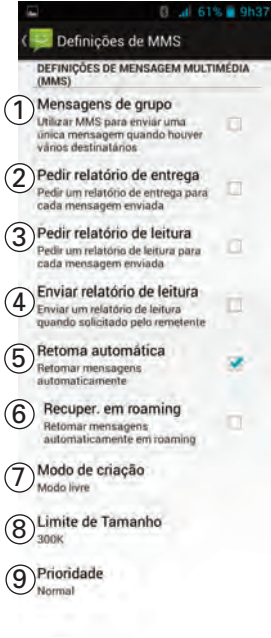 61% 9h37
Definições de MMS
DEFINIÇÕES DE MENSAGEM MULTIMÉDIA
(MMS)
1 Mensagens de grupo
Utilizar MMS para enviar uma
única mensagem quando houver
vários destinatários
2 Pedir relatório de entrega
Pedir um relatório de entrega para
cada mensagem enviada
3 Pedir relatório de leitura
Pedir um relatório de leitura para
cada mensagem enviada
4 Enviar relatório de leitura
Enviar um relatório de leitura
quando solicitado pelo remetente
5 Retoma automática
Retomar mensagens
automaticamente
6 Recuper. em roaming
Retomar mensagens
automaticamente em roaming
7 Modo de criação
Modo livre
8 Limite de Tamanho
300K
9 Prioridade
Normal